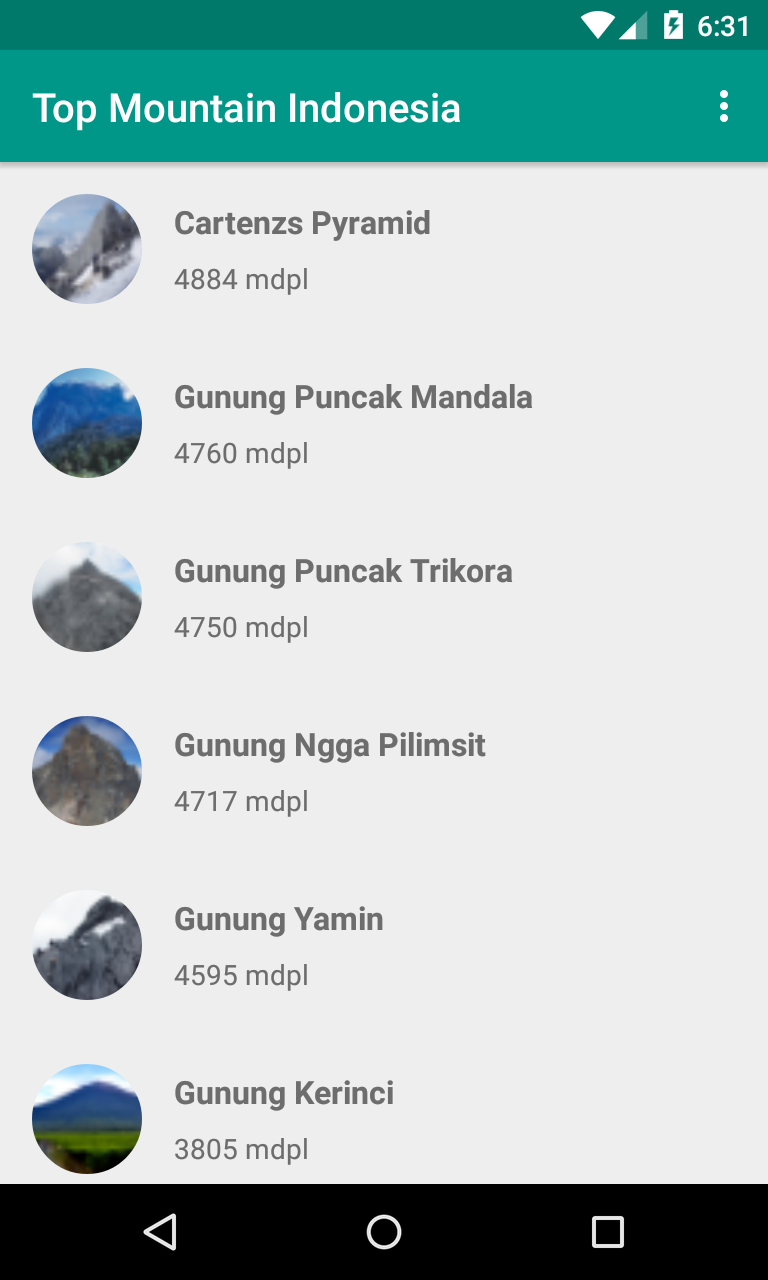 6:31
Top Mountain Indonesia
Cartenzs Pyramid
4884 mdpl
Gunung Puncak Mandala
4760 mdpl
Gunung Puncak Trikora
4750 mdpl
Gunung Ngga Pilimsit
4717 mdpl
Gunung Yamin
4595 mdpl
Gunung Kerinci
3805 mdpl